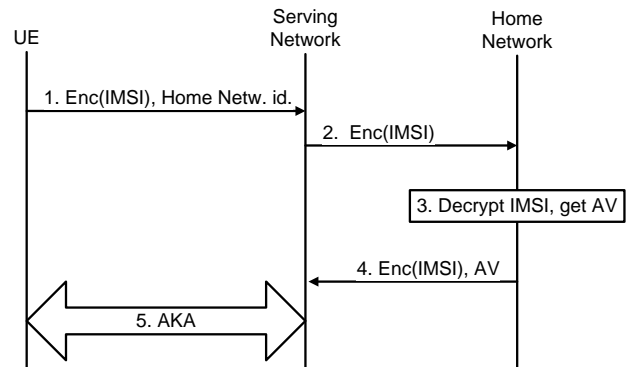 UE
Serving
Network
Home
Network
1. Enc(IMSI), Home Netw. id.
2. Enc(IMSI)
3. Decrypt IMSI, get AV
4. Enc(IMSI), AV
5. AKA